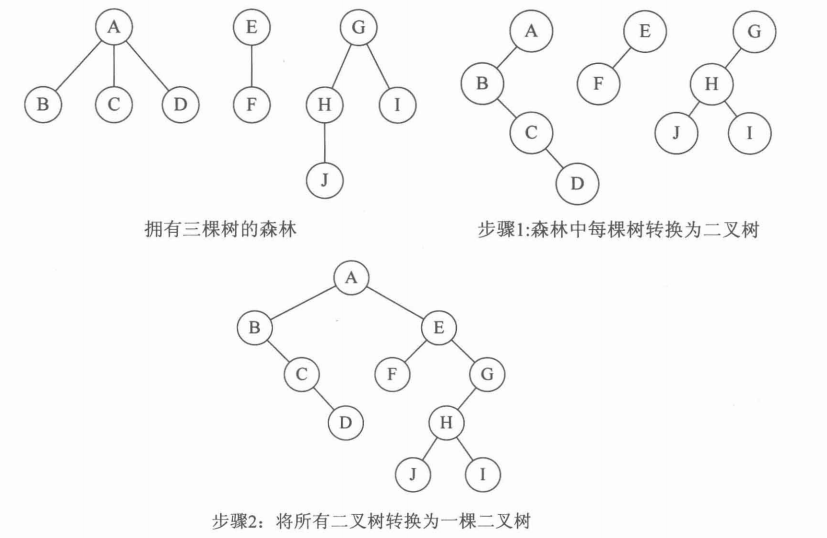 A E G
B C D F H I
J
A E G
B F H
C J I
D
拥有三棵树的森林
步骤1:森林中每棵树转换为二叉树
A
B E
C F G
D H
J I
步骤2：将所有二叉树转换为一棵二叉树